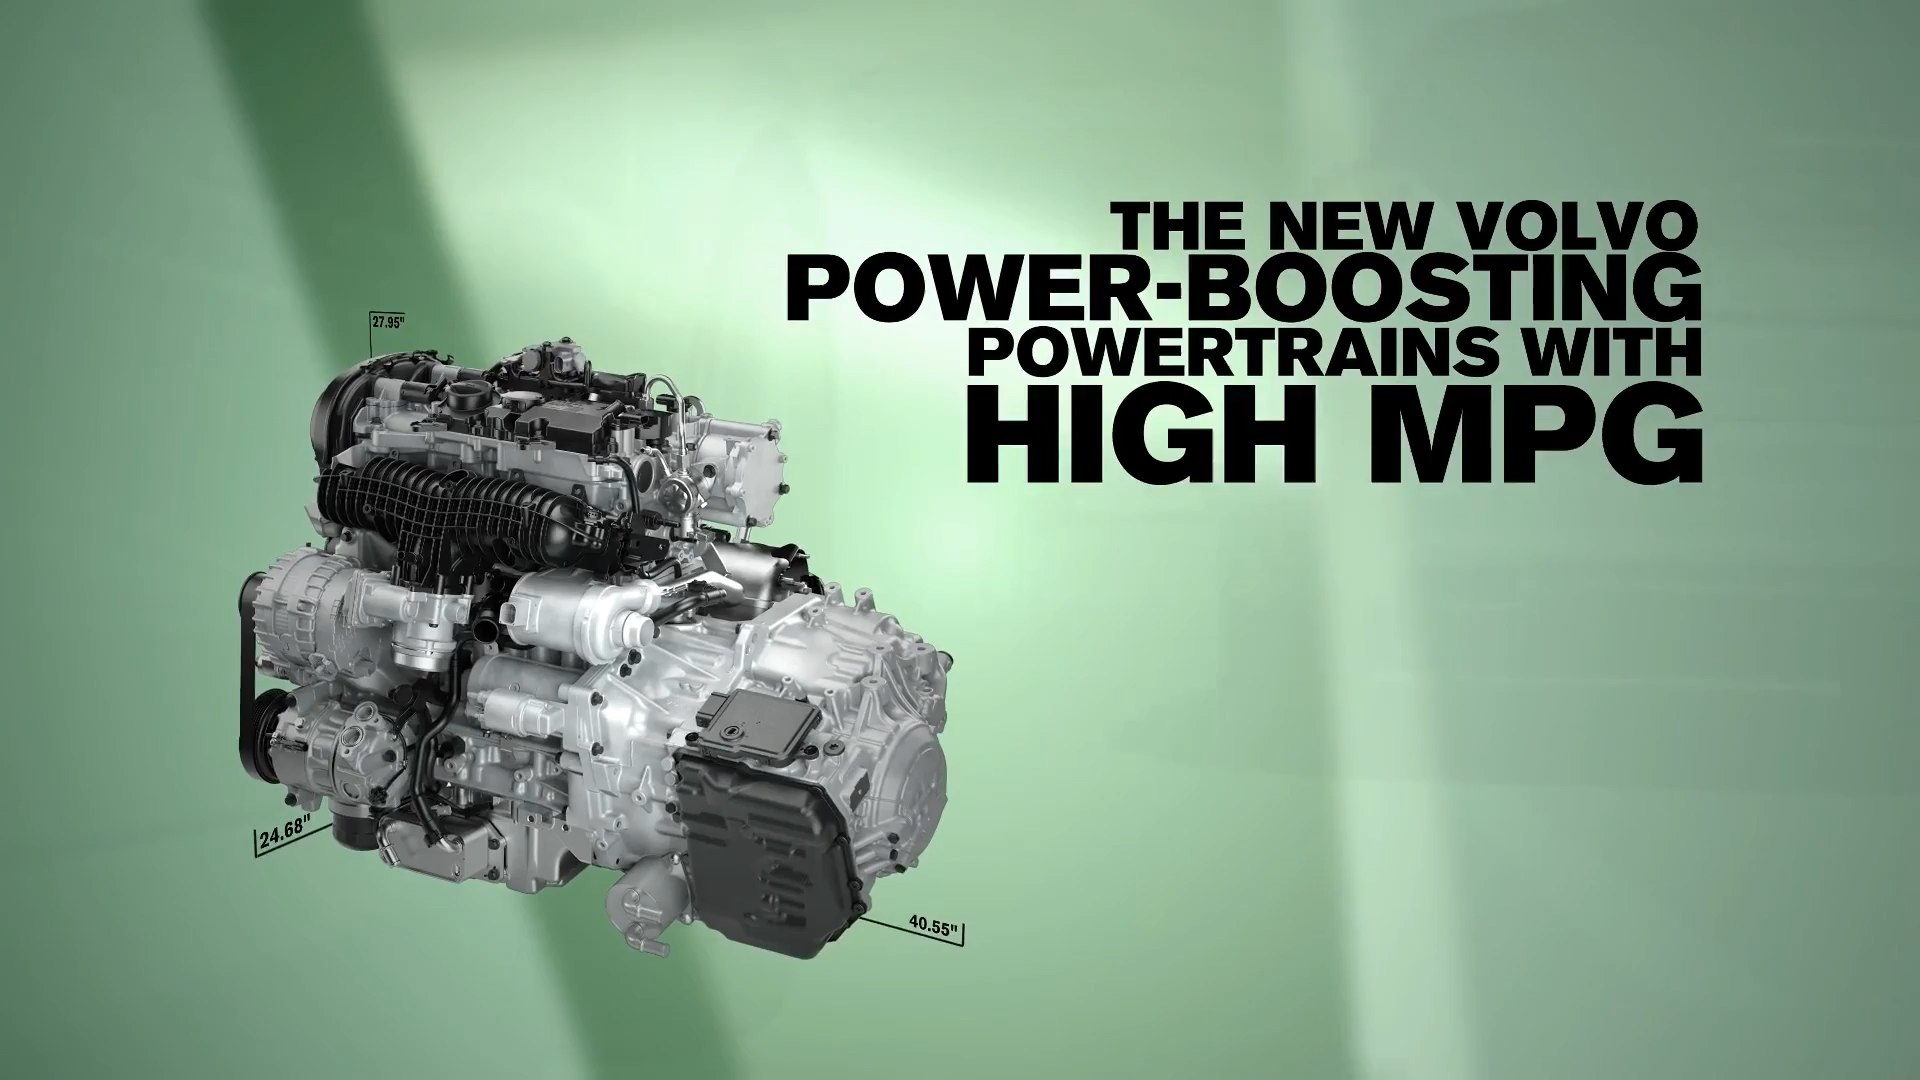 THE NEW VOLVO
POWER-BOOSTING
POWERTRAINS WITH
HIGH MPG
27.95"
24.68"
40.55"